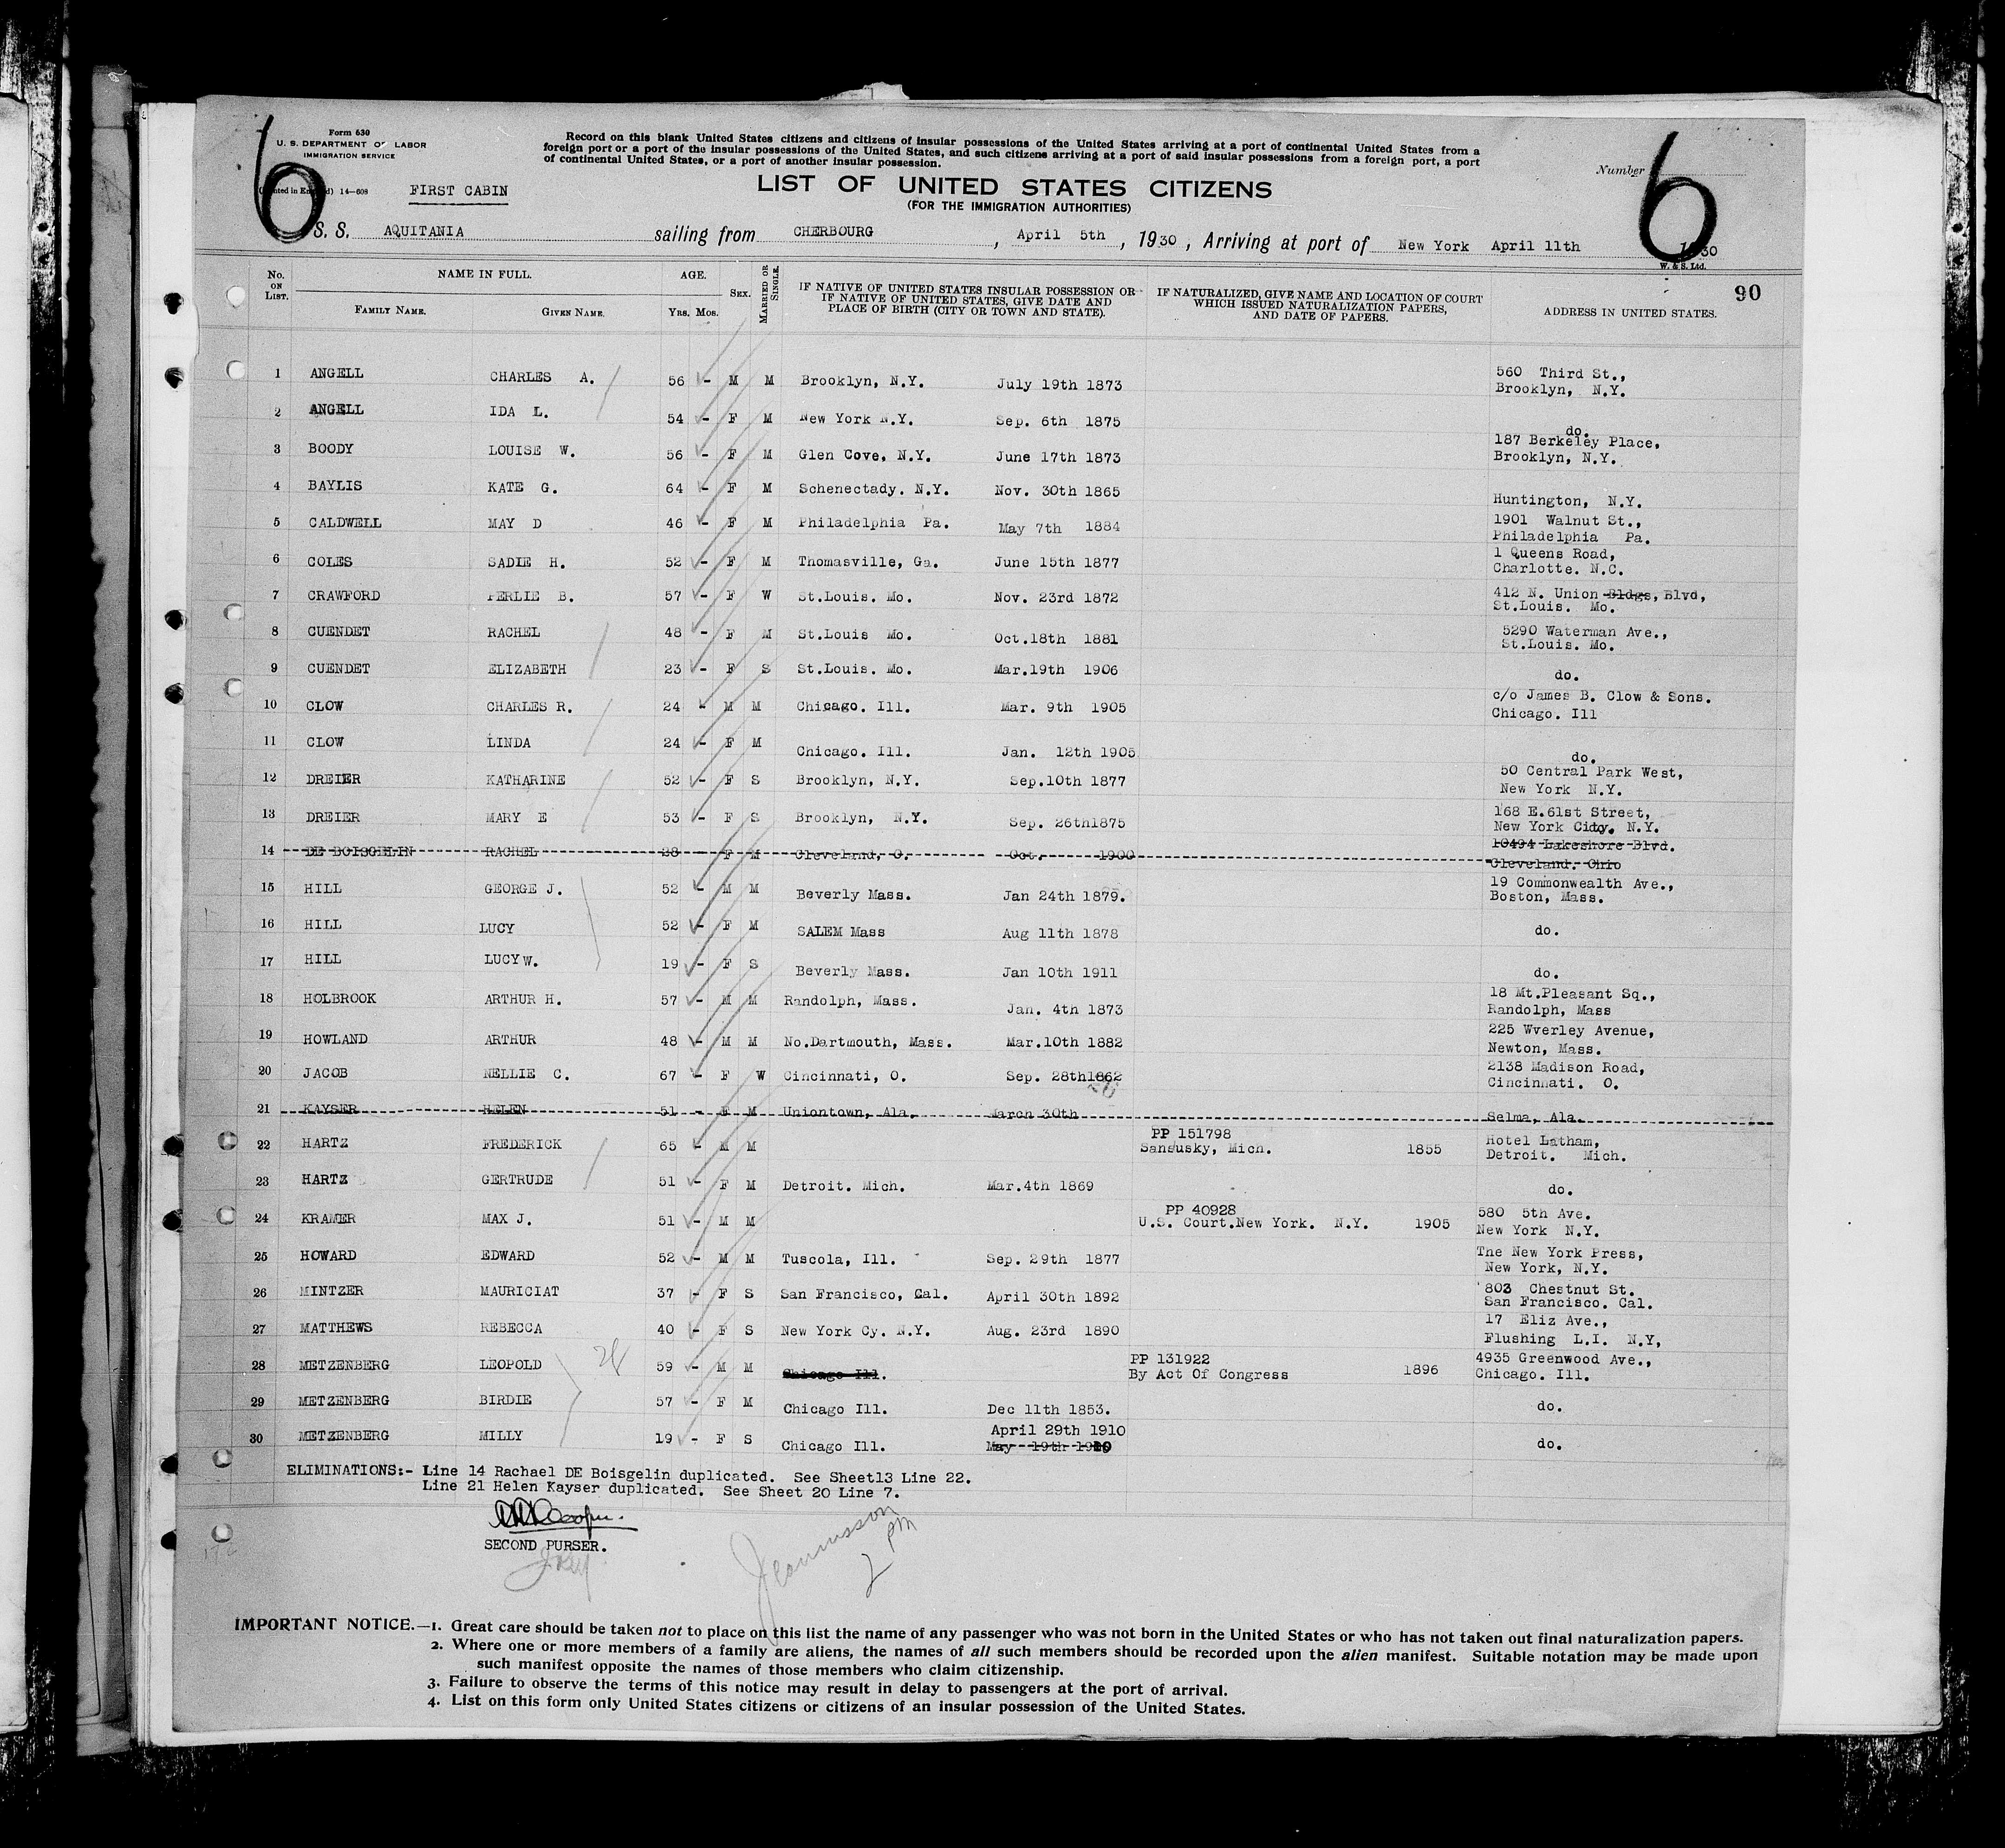 Form 630
U. S. DEPARTMENT OF LABOR
IMMIGRATION SERVICE
14—608
6
FIRST CABIN
Record on this blank United States citizens and citizens of insular possessions of the United States arriving at a port of continental United States from a
foreign port or a port of the insular possessions of the United States, and such citizens arriving at a port of said insular possessions from a foreign port, a port
of continental United States, or a port of another insular possession.
LIST OF UNITED STATES CITIZENS
(FOR THE IMMIGRATION AUTHORITIES)
Number 6
S. S. AQUITANIA sailing from CHERBOURG, April 5th, 1930, Arriving at port of New York April 11th 1930
W. & S. Ltd.
90
No. ON LIST. NAME IN FULL. FAMILY NAME. GIVEN NAME. AGE. Yrs. Mos. SEX. MARRIED OR SINGLE. IF NATIVE OF UNITED STATES INSULAR POSSESSION OR IF NATIVE OF UNITED STATES, GIVE DATE AND PLACE OF BIRTH (CITY OR TOWN AND STATE). IF NATURALIZED, GIVE NAME AND LOCATION OF COURT WHICH ISSUED NATURALIZATION PAPERS, AND DATE OF PAPERS. ADDRESS IN UNITED STATES.
1 ANGELL CHARLES A. 56 - M M Brooklyn, N.Y. July 19th 1873 560 Third St., Brooklyn, N.Y.
2 ANGELL IDA L. 54 - F M New York N.Y. Sep. 6th 1875 do.
3 BOODY LOUISE W. 56 - F M Glen Cove, N.Y. June 17th 1873 187 Berkeley Place, Brooklyn, N.Y.
4 BAYLIS KATE G. 64 - F M Schenectady. N.Y. Nov. 30th 1865 Huntington, N.Y.
5 CALDWELL MAY D 46 - F M Philadelphia Pa. May 7th 1884 1901 Walnut St., Philadelphia Pa.
6 COLES SADIE H. 52 - F M Thomasville, Ga. June 15th 1877 1 Queens Road, Charlotte. N.C.
7 CRAWFORD PERLIE B. 57 - F W St.Louis. Mo. Nov. 23rd 1872 412 N. Union Bldgs, Blvd, St.Louis. Mo.
8 CUENDET RACHEL 48 - F M St.Louis Mo. Oct.18th 1881 5290 Waterman Ave., St.Louis. Mo.
9 CUENDET ELIZABETH 23 - F S St.Louis. Mo. Mar.19th 1906 do.
10 CLOW CHARLES R. 24 - M M Chicago. Ill. Mar. 9th 1905 c/o James B. Clow & Sons. Chicago. Ill
11 CLOW LINDA 24 - F M Chicago. Ill. Jan. 12th 1905 do.
12 DREIER KATHARINE 52 - F S Brooklyn, N.Y. Sep.10th 1877 50 Central Park West, New York N.Y.
13 DREIER MARY E 53 - F S Brooklyn, N.Y. Sep. 26th1875 168 E.61st Street, New York City. N.Y.
14 DE BOISGELIN RACHEL 28 - F M Cleveland, O. Oct. 1900 10494 Lakeshore Blvd. Cleveland. Ohio
15 HILL GEORGE J. 52 - M M Beverly Mass. Jan 24th 1879. 19 Commonwealth Ave., Boston, Mass.
16 HILL LUCY 52 - F M SALEM Mass Aug 11th 1878 do.
17 HILL LUCY W. 19 - F S Beverly Mass. Jan 10th 1911 do.
18 HOLBROOK ARTHUR H. 57 - M M Randolph, Mass. Jan. 4th 1873 18 Mt.Pleasant Sq., Randolph, Mass
19 HOWLAND ARTHUR 48 - M M No.Dartmouth, Mass. Mar.10th 1882 225 Wverley Avenue, Newton, Mass.
20 JACOB NELLIE C. 67 - F W Cincinnati, O. Sep. 28th1862 2138 Madison Road, Cincinnati. O.
21 KAYSER HELEN 51 - F M Uniontown, Ala. March 30th Selma, Ala.
22 HARTZ FREDERICK 65 - M M PP 151798 Sansusky, Mich. 1855 Hotel Latham, Detroit. Mich.
23 HARTZ GERTRUDE 51 - F M Detroit. Mich. Mar.4th 1869 do.
24 KRAMER MAX J. 51 - M M PP 40928 U.S. Court.New York. N.Y. 1905 580 5th Ave. New York N.Y.
25 HOWARD EDWARD 52 - M M Tuscola, Ill. Sep. 29th 1877 The New York Press, New York, N.Y.
26 MINTZER MAURICIAT 37 - F S San Francisco, Cal. April 30th 1892 803 Chestnut St. San Francisco. Cal.
27 MATTHEWS REBECCA 40 - F S New York Cy. N.Y. Aug. 23rd 1890 17 Eliz Ave., Flushing L.I. N.Y,
28 METZENBERG LEOPOLD 59 - M M Chicago Ill. PP 131922 By Act Of Congress 1896 4935 Greenwood Ave., Chicago. Ill.
29 METZENBERG BIRDIE 57 - F M Chicago Ill. Dec 11th 1853. do.
30 METZENBERG MILLY 19 - F S Chicago Ill. April 29th 1910 May 19th 1910 do.
ELIMINATIONS:- Line 14 Rachael DE Boisgelin duplicated. See Sheet13 Line 22.
Line 21 Helen Kayser duplicated. See Sheet 20 Line 7.
SECOND PURSER.
2 PM
IMPORTANT NOTICE.—1. Great care should be taken not to place on this list the name of any passenger who was not born in the United States or who has not taken out final naturalization papers.
2. Where one or more members of a family are aliens, the names of all such members should be recorded upon the alien manifest. Suitable notation may be made upon
such manifest opposite the names of those members who claim citizenship.
3. Failure to observe the terms of this notice may result in delay to passengers at the port of arrival.
4. List on this form only United States citizens or citizens of an insular possession of the United States.